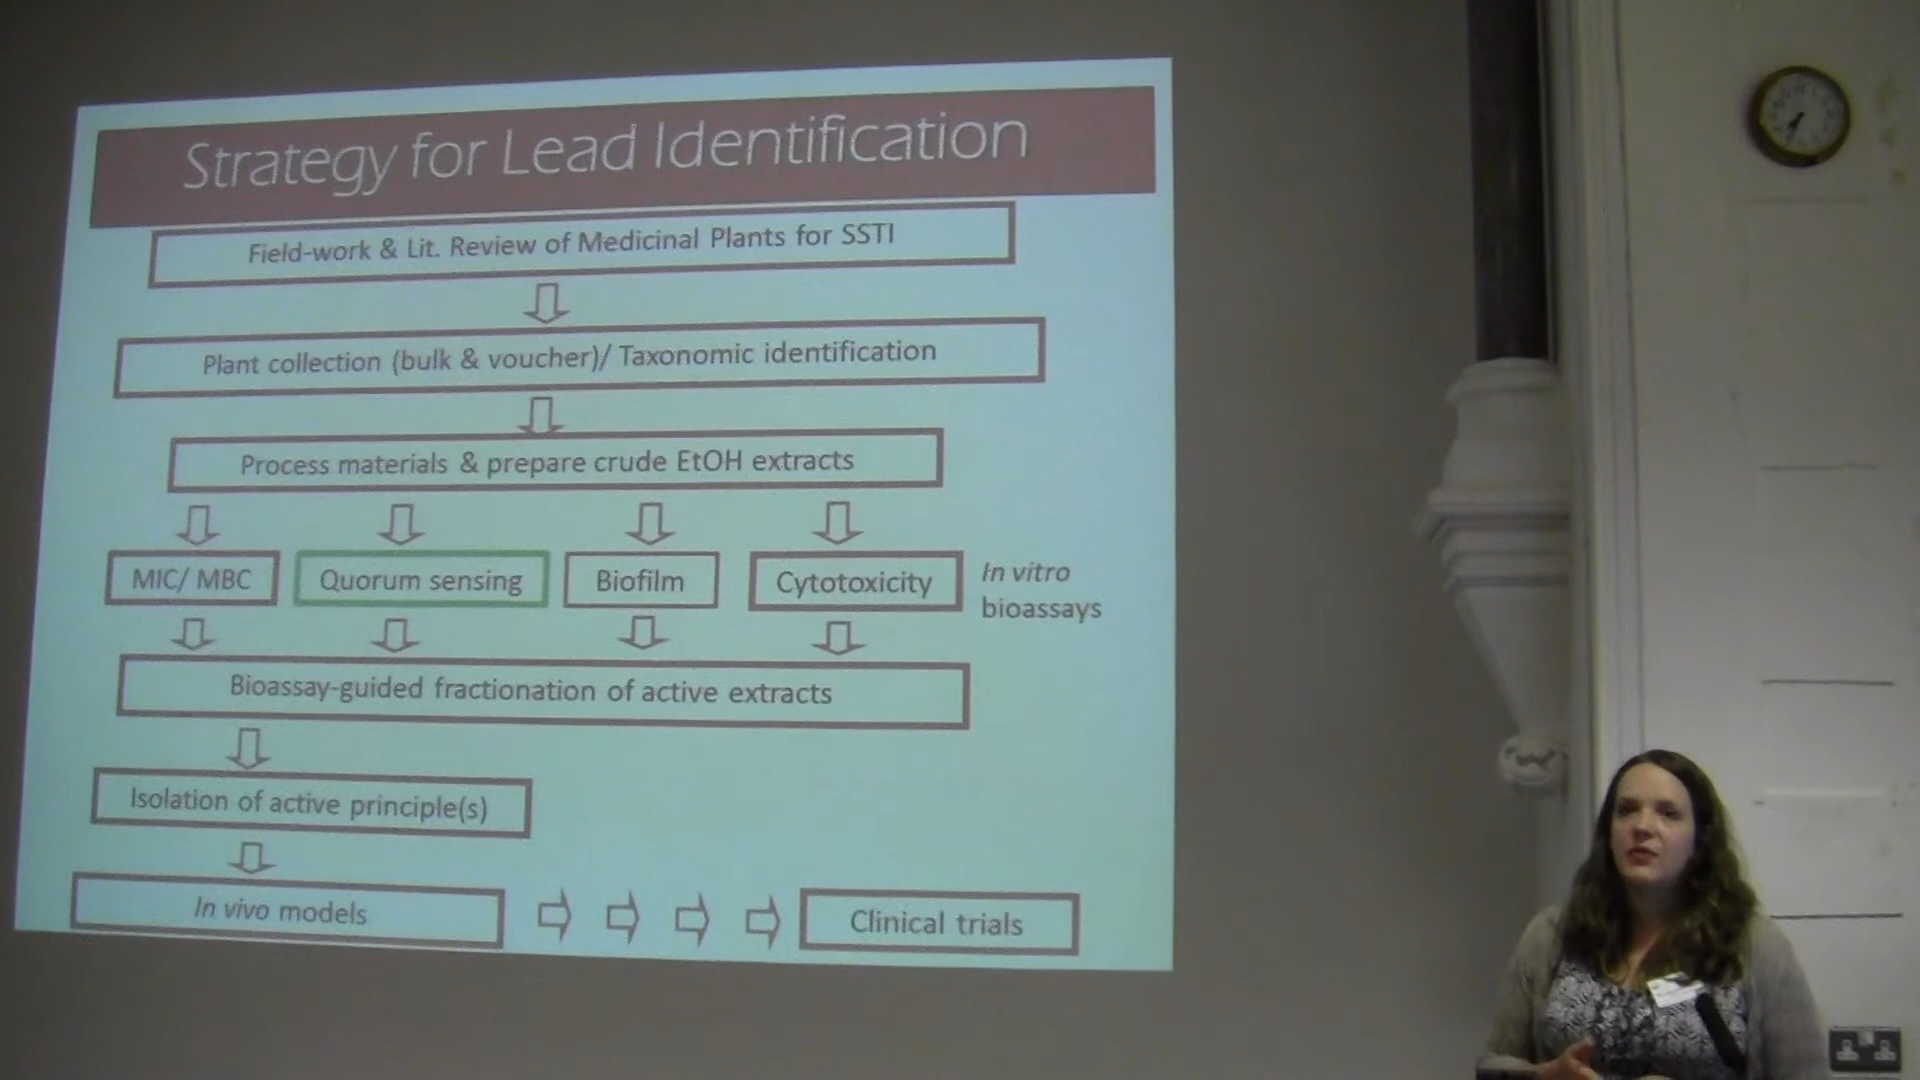 Strategy for Lead Identification
Field-work & Lit. Review of Medicinal Plants for SSTI
Plant collection (bulk & voucher)/ Taxonomic identification
Process materials & prepare crude EtOH extracts
MIC/ MBC
Quorum sensing
Biofilm
Cytotoxicity
In vitro
bioassays
Bioassay-guided fractionation of active extracts
Isolation of active principle(s)
In vivo models
Clinical trials